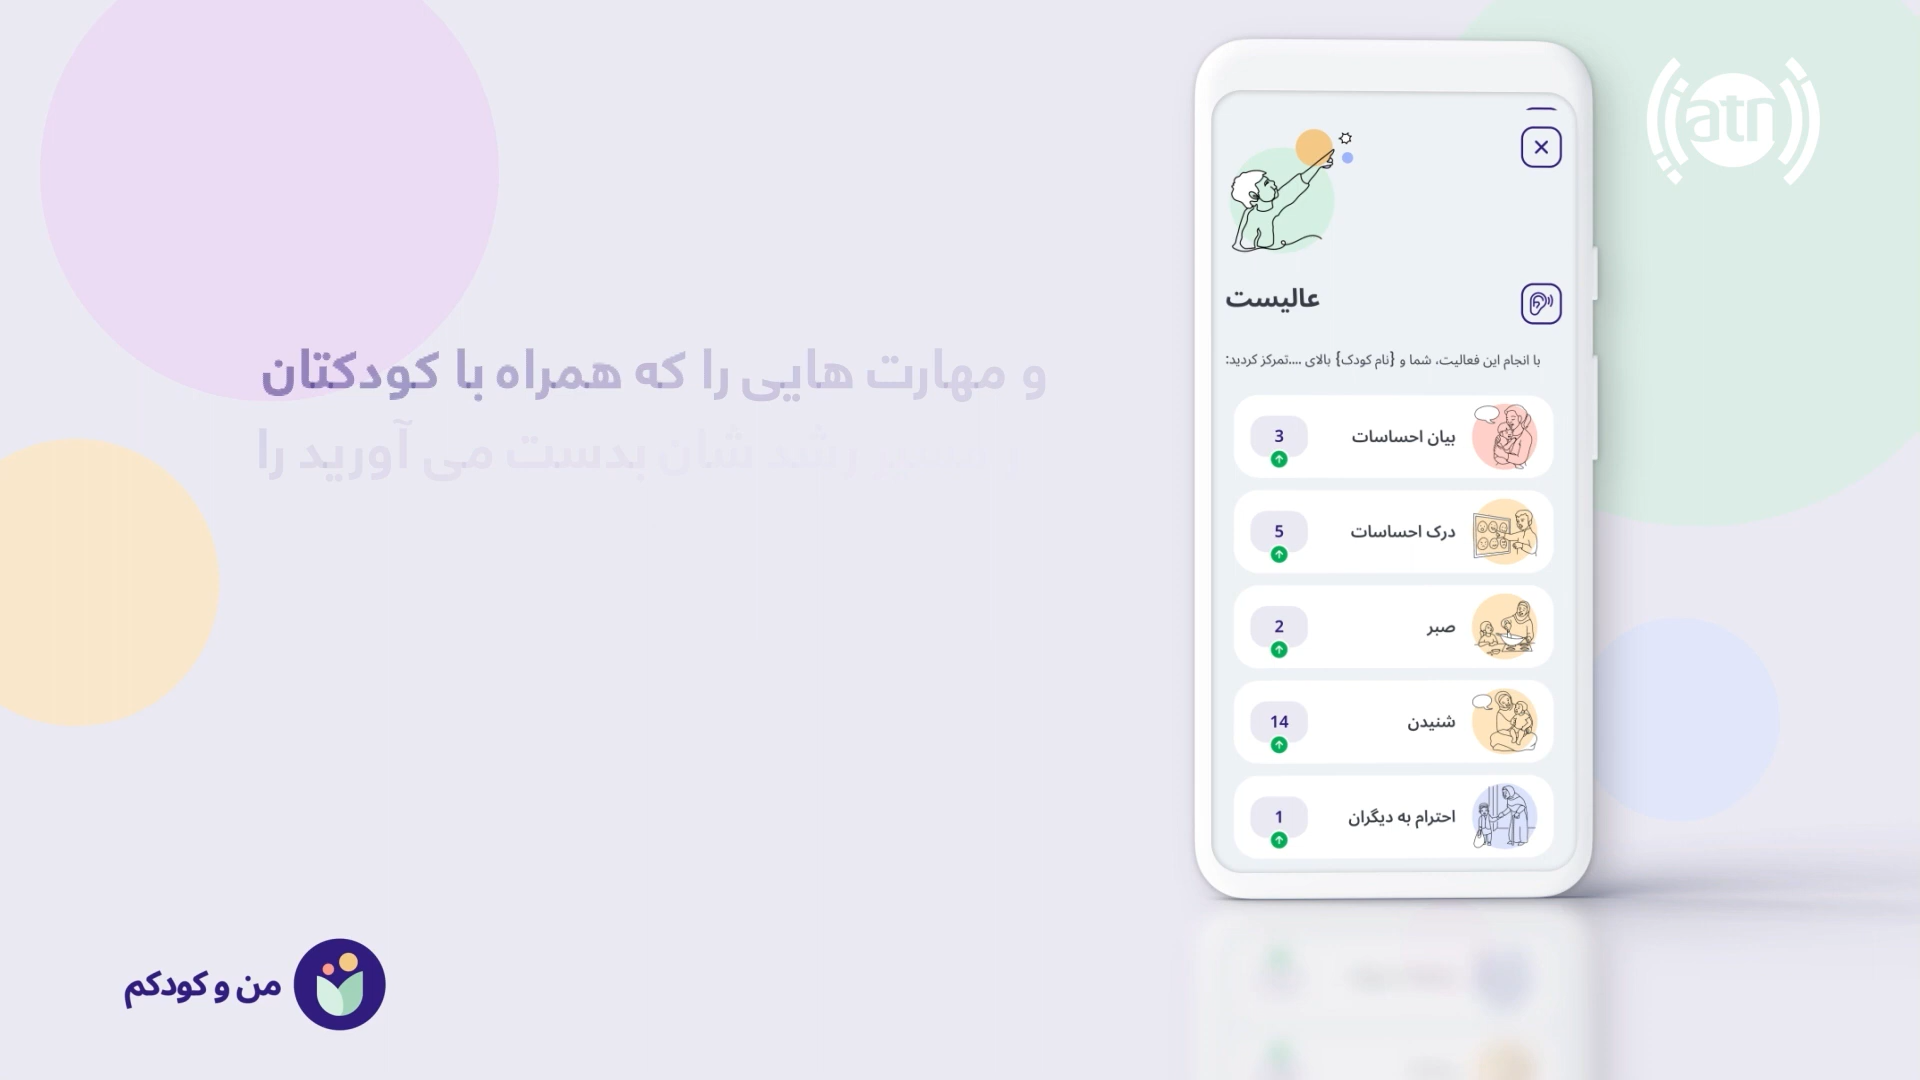 atn
و مهارت هایی را که همراه با کودکتان
رشد شان بدست می آورید را
عالیست
با انجام این فعالیت، شما و {نام کودک} بالای ....تمرکز کردید:
بیان احساسات
3
درک احساسات
5
صبر
2
شنیدن
14
احترام به دیگران
1
من و کودکم